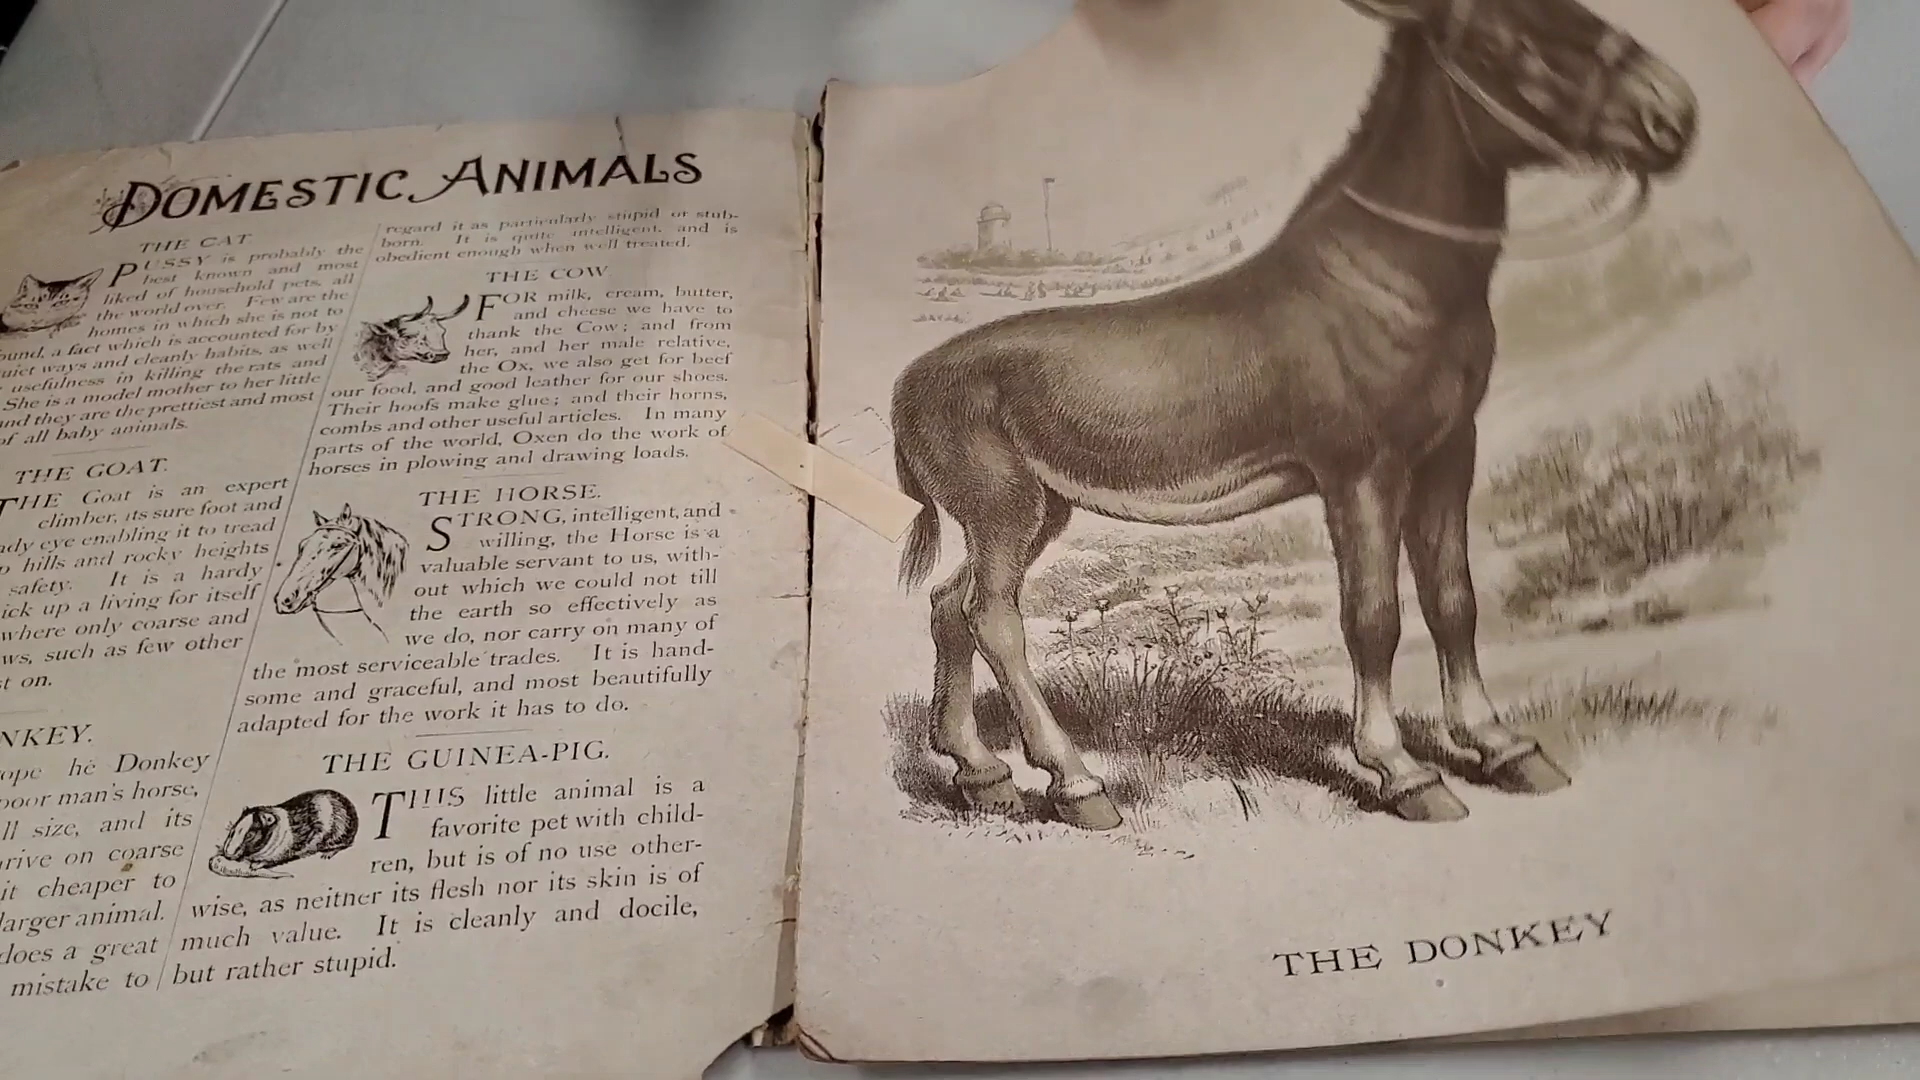 DOMESTIC ANIMALS
THE CAT
PUSSY is probably the
best known and most
liked of household pets, all
the world over. Few are the
homes in which she is not to
ound, a fact which is accounted for by
uiet ways and cleanly habits, as well
usefulness in killing the rats and
She is a model mother to her little
and they are the prettiest and most
of all baby animals.
THE GOAT.
THE Goat is an expert
climber, its sure foot and
ady eye enabling it to tread
p hills and rocky heights
safety. It is a hardy
ick up a living for itself
where only coarse and
ws, such as few other
st on.
NKEY.
ope he Donkey
poor man's horse,
ll size, and its
hrive on coarse
it cheaper to
larger animal.
does a great
mistake to
regard it as particularly stupid or stub-
born. It is quite intelligent, and is
obedient enough when well treated.
THE COW
FOR milk, cream, butter,
and cheese we have to
thank the Cow; and from
her, and her male relative,
the Ox, we also get for beef
our food, and good leather for our shoes.
Their hoofs make glue; and their horns,
combs and other useful articles. In many
parts of the world, Oxen do the work of
horses in plowing and drawing loads.
THE HORSE.
STRONG, intelligent, and
willing, the Horse is a
valuable servant to us, with-
out which we could not till
the earth so effectively as
we do, nor carry on many of
the most serviceable trades. It is hand-
some and graceful, and most beautifully
adapted for the work it has to do.
THE GUINEA-PIG.
THIS little animal is a
favorite pet with child-
ren, but is of no use other-
wise, as neither its flesh nor its skin is of
much value. It is cleanly and docile,
but rather stupid.
THE DONKEY